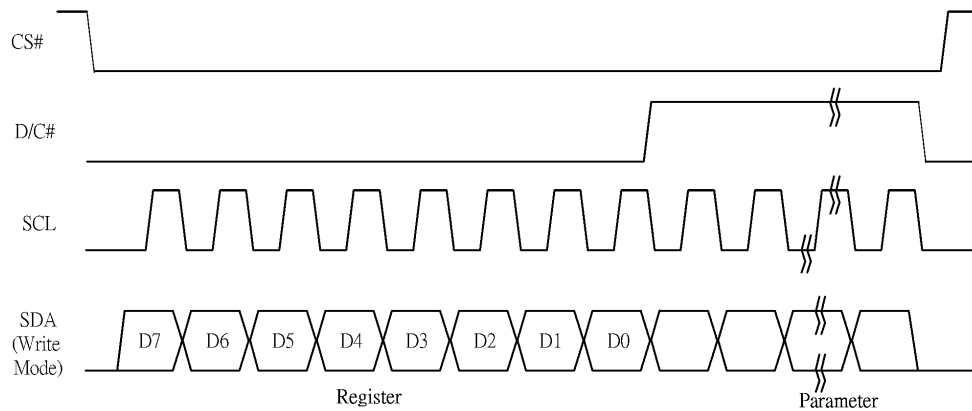 CS#
D/C#
SCL
SDA
(Write
Mode)
D7 D6 D5 D4 D3 D2 D1 D0
Register Parameter